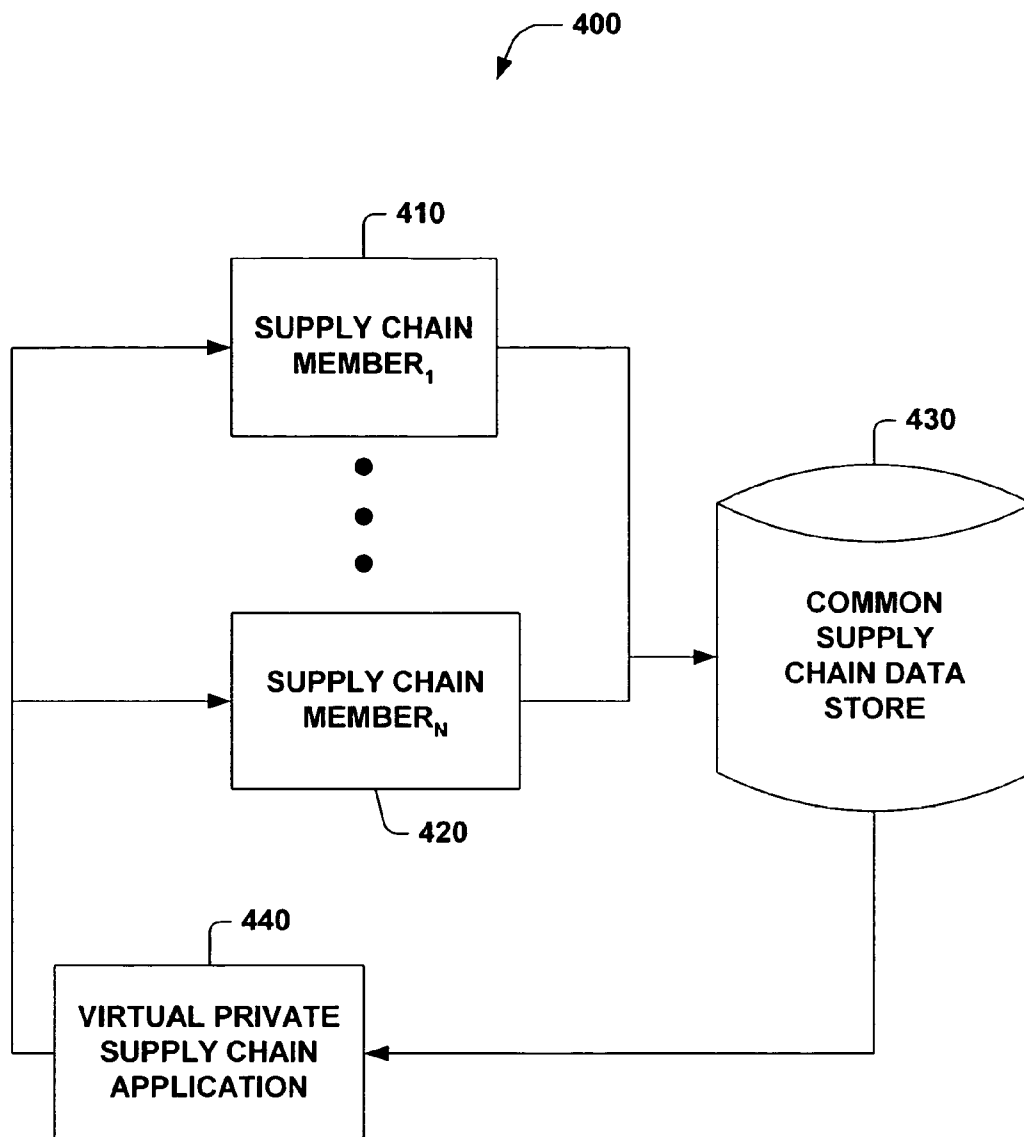 400
410
SUPPLY CHAIN
MEMBER₁
430
COMMON
SUPPLY
CHAIN DATA
STORE
SUPPLY CHAIN
MEMBERN
420
440
VIRTUAL PRIVATE
SUPPLY CHAIN
APPLICATION